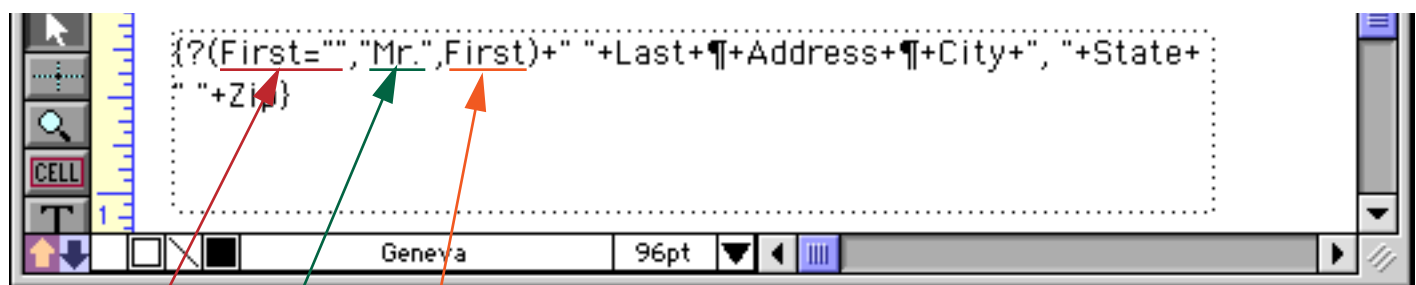 {?(First="","Mr.",First)+" "+Last+¶+Address+¶+City+", "+State+
" "+Zip}
CELL
T
1
Geneva
96pt